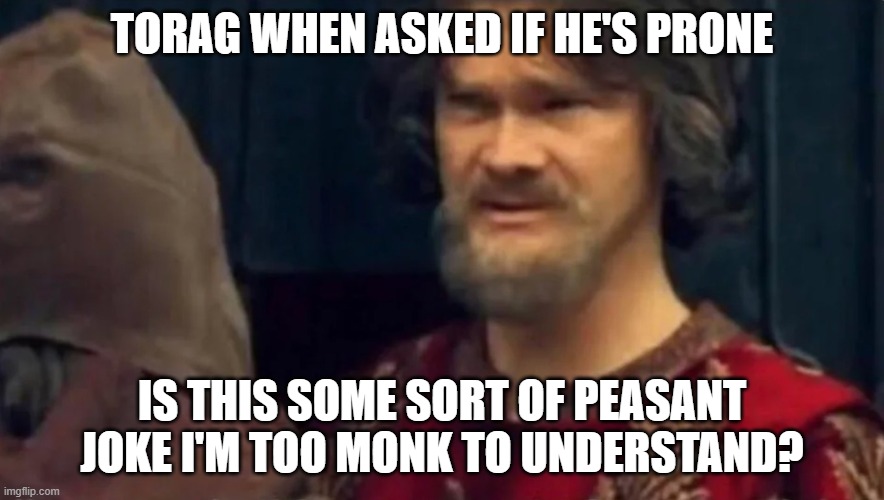 TORAG WHEN ASKED IF HE'S PRONE
IS THIS SOME SORT OF PEASANT
JOKE I'M TOO MONK TO UNDERSTAND?
imgflip.com